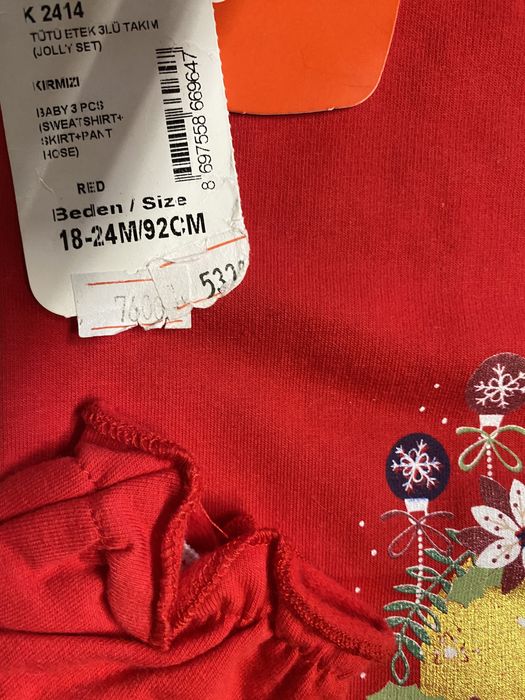 K 2414
TÜTÜ ETEK 3LÜ TAKIM
(JOLLY SET)
KIRMIZI
BABY 3 PCS
(SWEATSHIRT+
SKIRT+PANT
HOSE)
RED
Beden / Size
18-24M/92CM
8 697558 669647